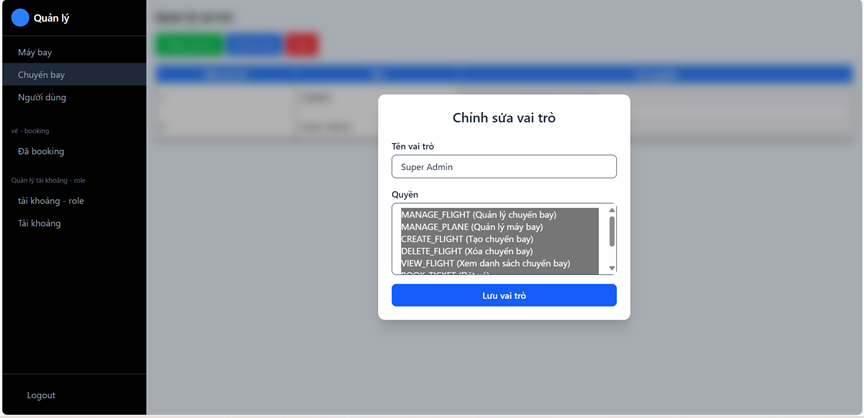 Quản lý
Máy bay
Chuyến bay
Người dùng
vé - booking
Đã booking
Quản lý tài khoảng - role
tài khoảng - role
Tài khoảng
Logout
Chỉnh sửa vai trò
Tên vai trò
Super Admin
Quyền
MANAGE_FLIGHT (Quản lý chuyến bay)
MANAGE_PLANE (Quản lý máy bay)
CREATE_FLIGHT (Tạo chuyến bay)
DELETE_FLIGHT (Xóa chuyến bay)
VIEW_FLIGHT (Xem danh sách chuyến bay)
BOOK_TICKET (Đặt vé)
Lưu vai trò